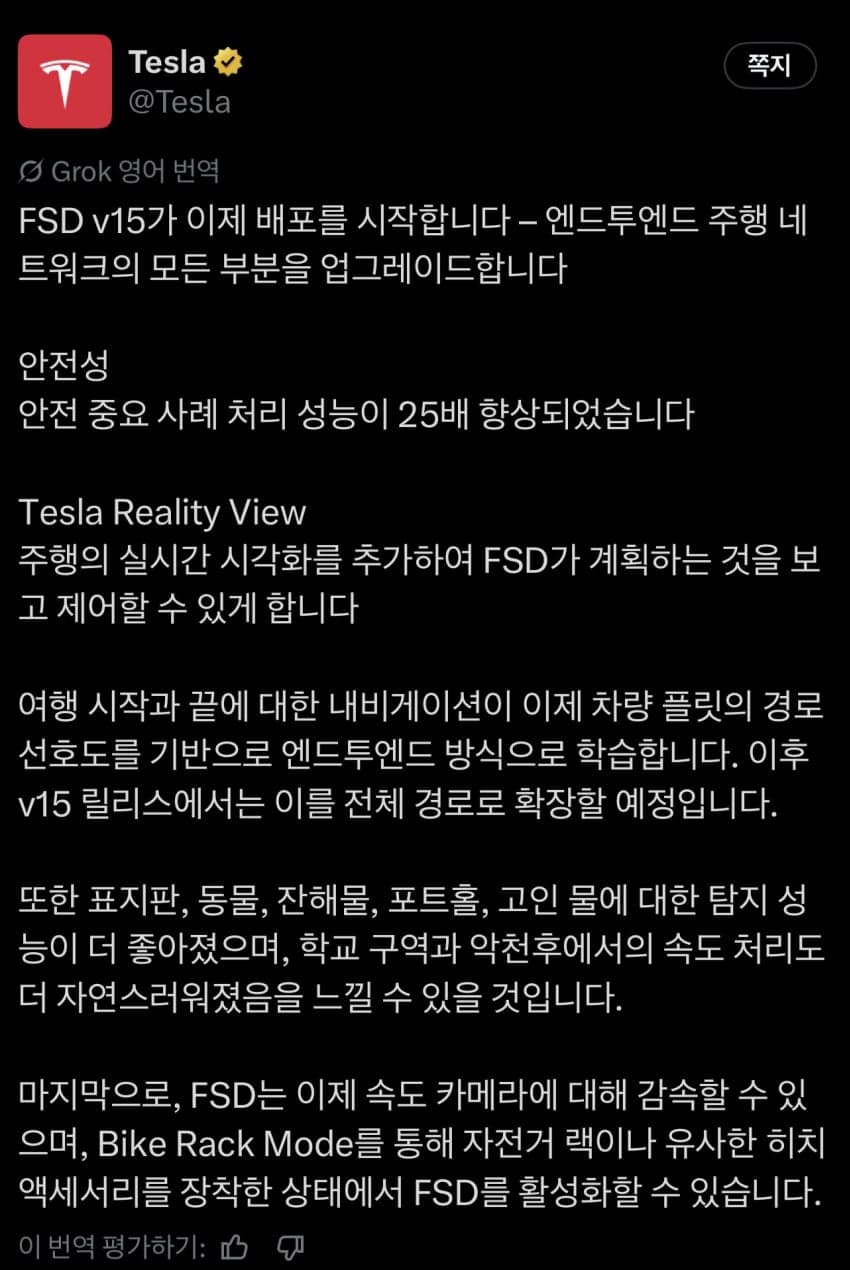 Tesla
@Tesla
쪽지
Grok 영어 번역
FSD v15가 이제 배포를 시작합니다 – 엔드투엔드 주행 네
트워크의 모든 부분을 업그레이드합니다
안전성
안전 중요 사례 처리 성능이 25배 향상되었습니다
Tesla Reality View
주행의 실시간 시각화를 추가하여 FSD가 계획하는 것을 보
고 제어할 수 있게 합니다
여행 시작과 끝에 대한 내비게이션이 이제 차량 플릿의 경로
선호도를 기반으로 엔드투엔드 방식으로 학습합니다. 이후
v15 릴리스에서는 이를 전체 경로로 확장할 예정입니다.
또한 표지판, 동물, 잔해물, 포트홀, 고인 물에 대한 탐지 성
능이 더 좋아졌으며, 학교 구역과 악천후에서의 속도 처리도
더 자연스러워졌음을 느낄 수 있을 것입니다.
마지막으로, FSD는 이제 속도 카메라에 대해 감속할 수 있
으며, Bike Rack Mode를 통해 자전거 랙이나 유사한 히치
액세서리를 장착한 상태에서 FSD를 활성화할 수 있습니다.
이 번역 평가하기: